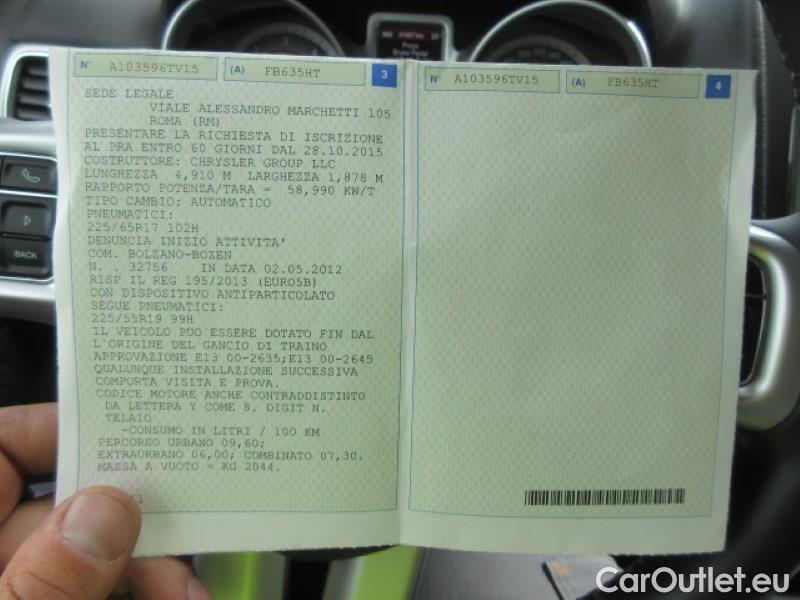 N° A103596TV15 (A) FB635HT 3
SEDE LEGALE
VIALE ALESSANDRO MARCHETTI 105
ROMA (RM)
PRESENTARE LA RICHIESTA DI ISCRIZIONE
AL PRA ENTRO 60 GIORNI DAL 28.10.2015
COSTRUTTORE: CHRYSLER GROUP LLC
LUNGHEZZA 4,910 M LARGHEZZA 1,878 M
RAPPORTO POTENZA/TARA = 58,990 KW/T
TIPO CAMBIO: AUTOMATICO
PNEUMATICI:
225/65R17 102H
DENUNCIA INIZIO ATTIVITA'
COM. BOLZANO-BOZEN
N. . 32756 IN DATA 02.05.2012
RISP IL REG 195/2013 (EURO5B)
CON DISPOSITIVO ANTIPARTICOLATO
SEGUE PNEUMATICI:
225/55R19 99H
IL VEICOLO PUO'ESSERE DOTATO FIN DAL
L'ORIGINE DEL GANCIO DI TRAINO
APPROVAZIONE E13 00-2635;E13 00-2645
QUALUNQUE INSTALLAZIONE SUCCESSIVA
COMPORTA VISITA E PROVA.
CODICE MOTORE ANCHE CONTRADDISTINTO
DA LETTERA Y COME 8. DIGIT N.
TELAIO
-CONSUMO IN LITRI / 100 KM
PERCORSO URBANO 09,60;
EXTRAURBANO 06,00; COMBINATO 07,30.
MASSA A VUOTO = KG 2044.
N° A103596TV15 (A) FB635HT 4
BACK
CarOutlet.eu